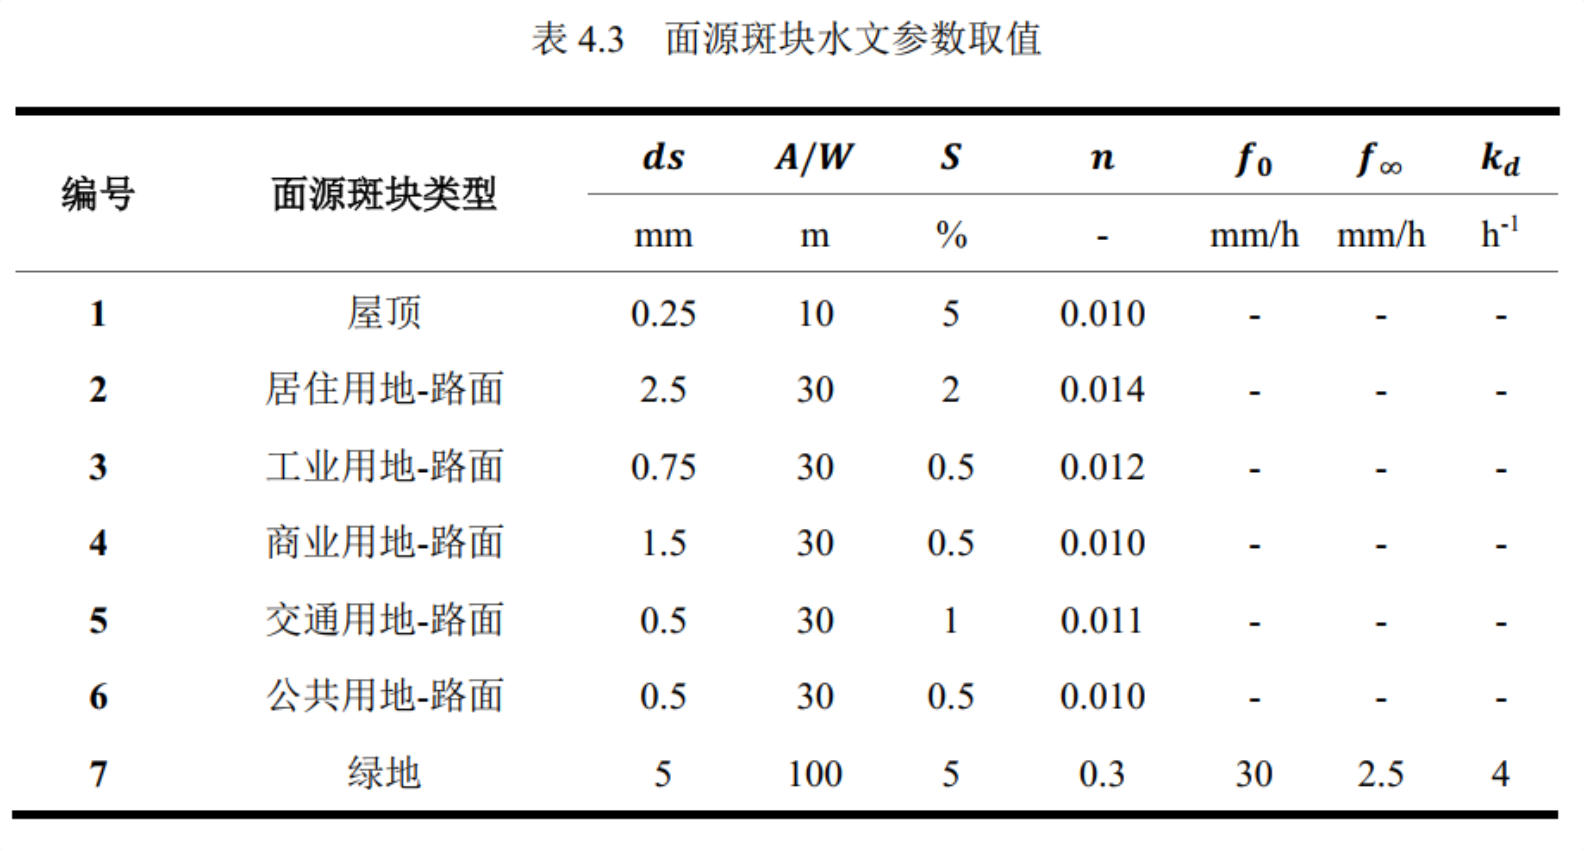 表 4.3 面源斑块水文参数取值
编号 面源斑块类型 ds A/W S n f0 f∞ kd
mm m % - mm/h mm/h h-1
1 屋顶 0.25 10 5 0.010 - - -
2 居住用地-路面 2.5 30 2 0.014 - - -
3 工业用地-路面 0.75 30 0.5 0.012 - - -
4 商业用地-路面 1.5 30 0.5 0.010 - - -
5 交通用地-路面 0.5 30 1 0.011 - - -
6 公共用地-路面 0.5 30 0.5 0.010 - - -
7 绿地 5 100 5 0.3 30 2.5 4